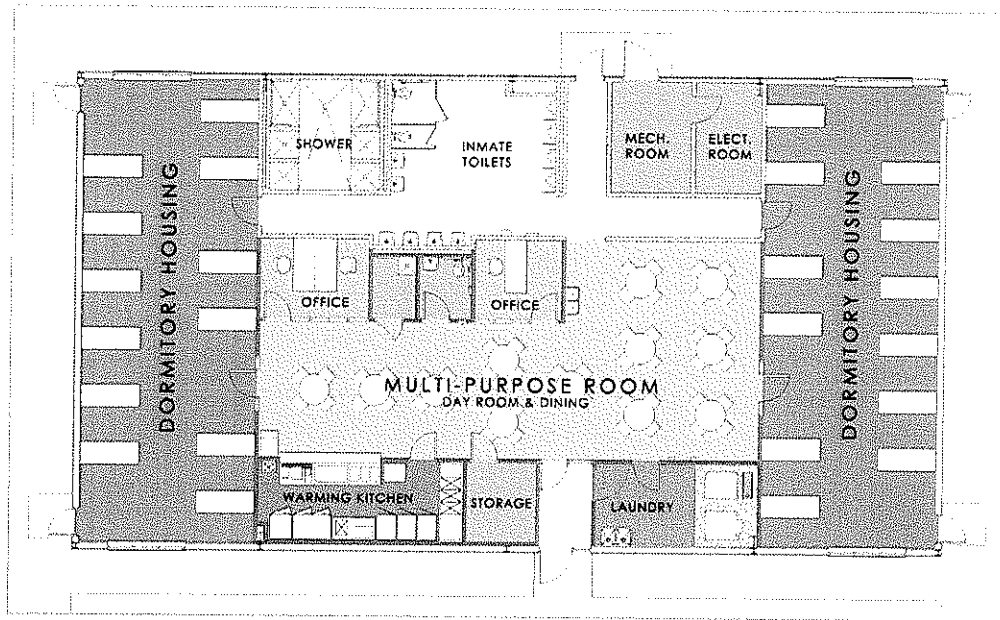 SHOWER
INMATE
TOILETS
MECH.
ROOM
ELECT.
ROOM
DORMITORY HOUSING
DORMITORY HOUSING
OFFICE
OFFICE
MULTI-PURPOSE ROOM
DAY ROOM & DINING
WARMING KITCHEN
STORAGE
LAUNDRY